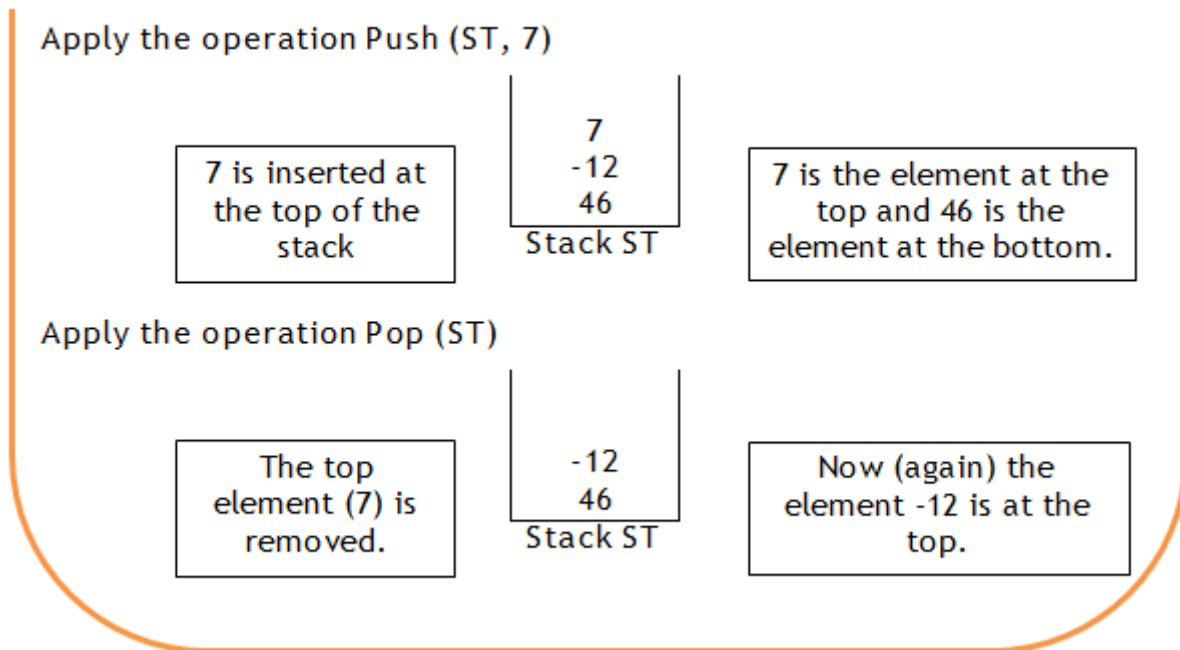 Apply the operation Push (ST, 7)
7 is inserted at
the top of the
stack
7
-12
46
Stack ST
7 is the element at the
top and 46 is the
element at the bottom.
Apply the operation Pop (ST)
The top
element (7) is
removed.
-12
46
Stack ST
Now (again) the
element -12 is at the
top.